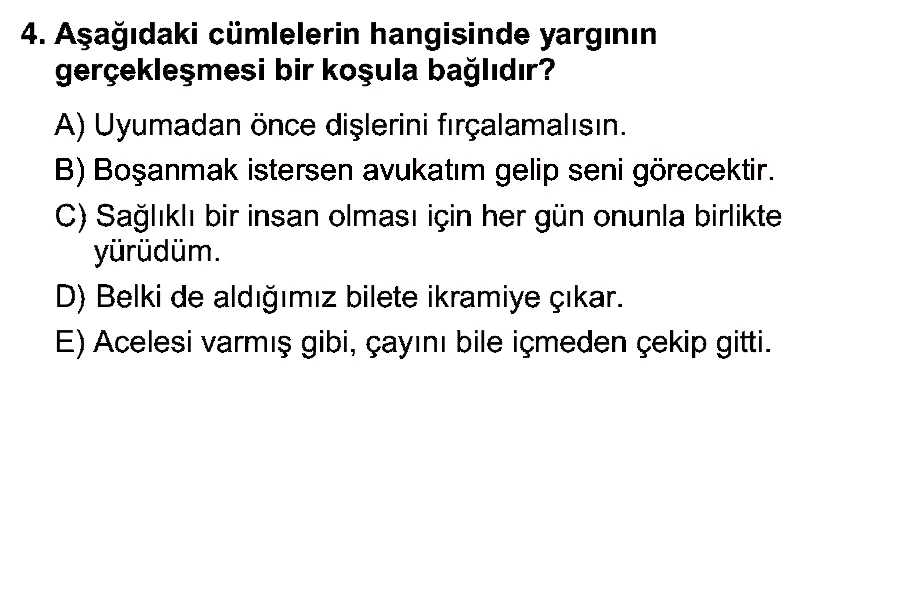 4. Aşağıdaki cümlelerin hangisinde yargının
gerçekleşmesi bir koşula bağlıdır?
A) Uyumadan önce dişlerini fırçalamalısın.
B) Boşanmak istersen avukatım gelip seni görecektir.
C) Sağlıklı bir insan olması için her gün onunla birlikte
yürüdüm.
D) Belki de aldığımız bilete ikramiye çıkar.
E) Acelesi varmış gibi, çayını bile içmeden çekip gitti.